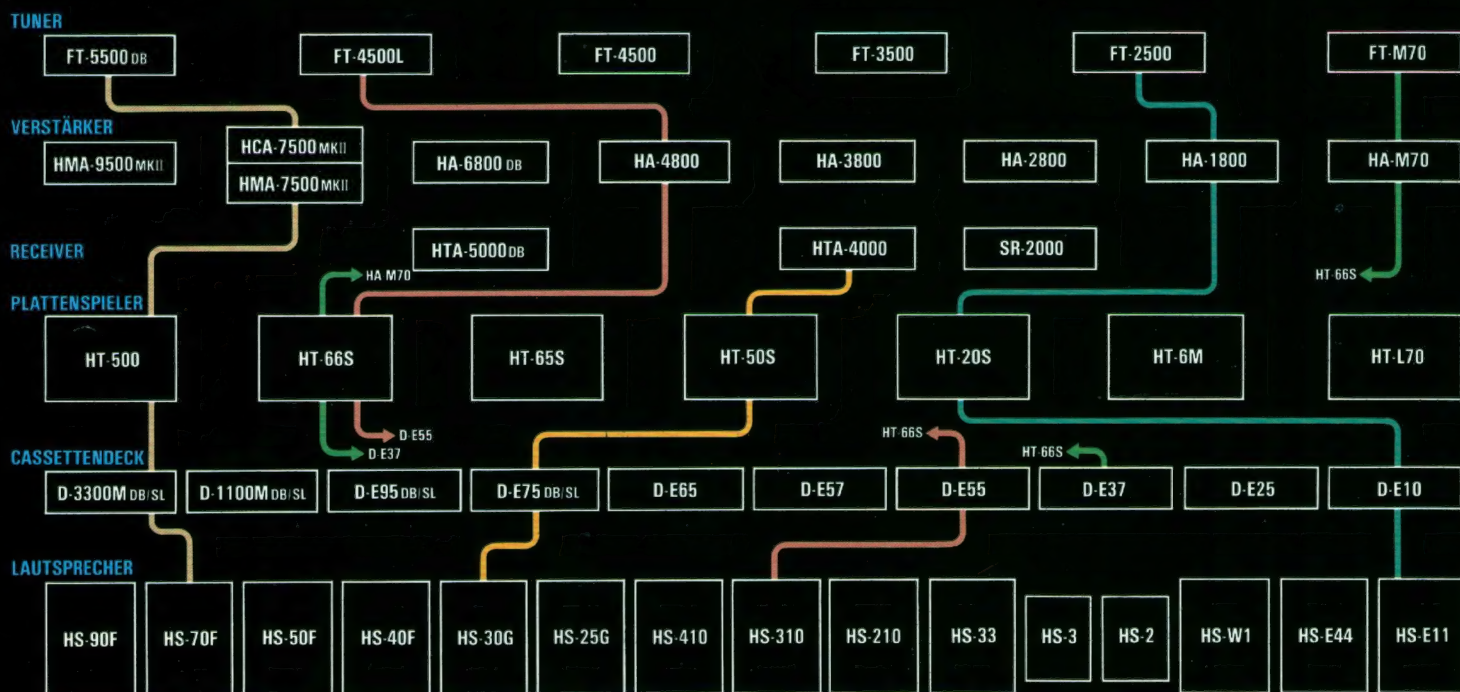 TUNER
FT-5500 DB
FT-4500L
FT-4500
FT-3500
FT-2500
FT-M70
VERSTÄRKER
HMA-9500 MKII
HCA-7500 MKII
HMA-7500 MKII
HA-6800 DB
HA-4800
HA-3800
HA-2800
HA-1800
HA-M70
RECEIVER
HTA-5000 DB
HTA-4000
SR-2000
HA M70
HT-66S
PLATTENSPIELER
HT-500
HT-66S
HT-65S
HT-50S
HT-20S
HT-6M
HT-L70
D-E55
D-E37
HT-66S
HT-66S
CASSETTENDECK
D-3300M DB/SL
D-1100M DB/SL
D-E95 DB/SL
D-E75 DB/SL
D-E65
D-E57
D-E55
D-E37
D-E25
D-E10
LAUTSPRECHER
HS-90F
HS-70F
HS-50F
HS-40F
HS-30G
HS-25G
HS-410
HS-310
HS-210
HS-33
HS-3
HS-2
HS-W1
HS-E44
HS-E11